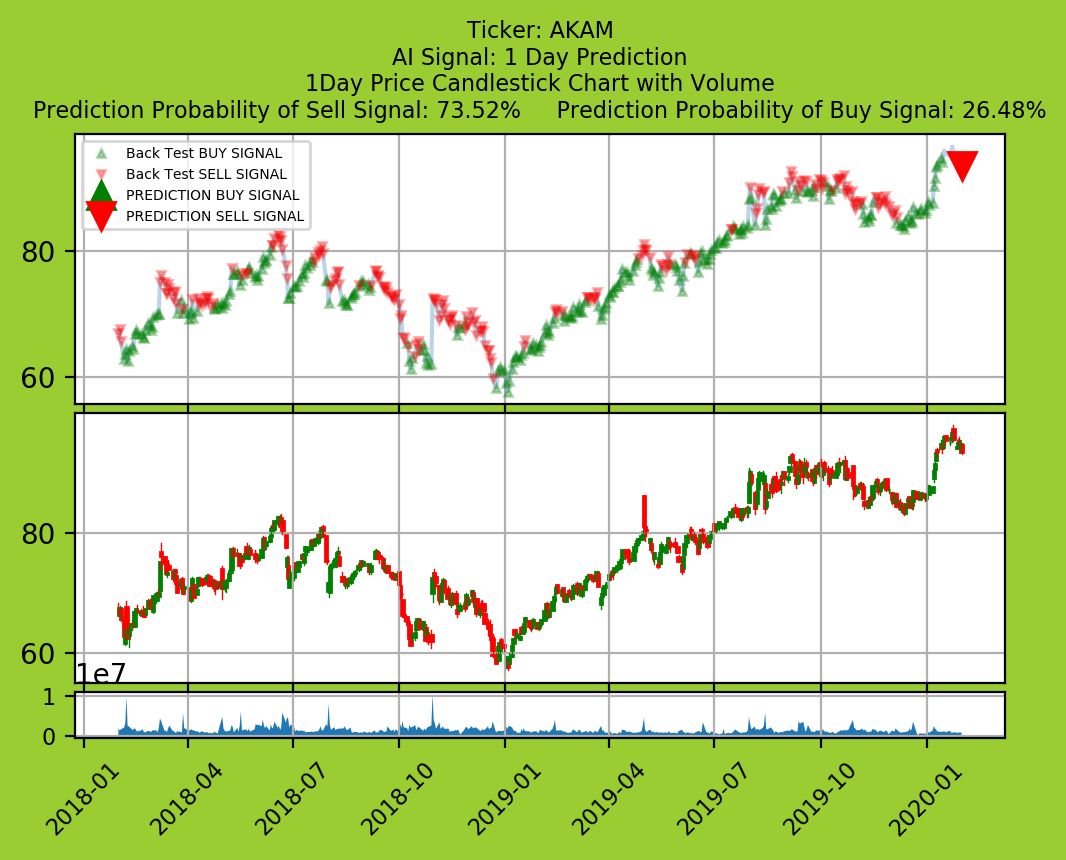 Ticker: AKAM
AI Signal: 1 Day Prediction
1Day Price Candlestick Chart with Volume
Prediction Probability of Sell Signal: 73.52% Prediction Probability of Buy Signal: 26.48%
Back Test BUY SIGNAL
Back Test SELL SIGNAL
PREDICTION BUY SIGNAL
PREDICTION SELL SIGNAL
80
60
80
60
1e7
1
0
2018-01 2018-04 2018-07 2018-10 2019-01 2019-04 2019-07 2019-10 2020-01